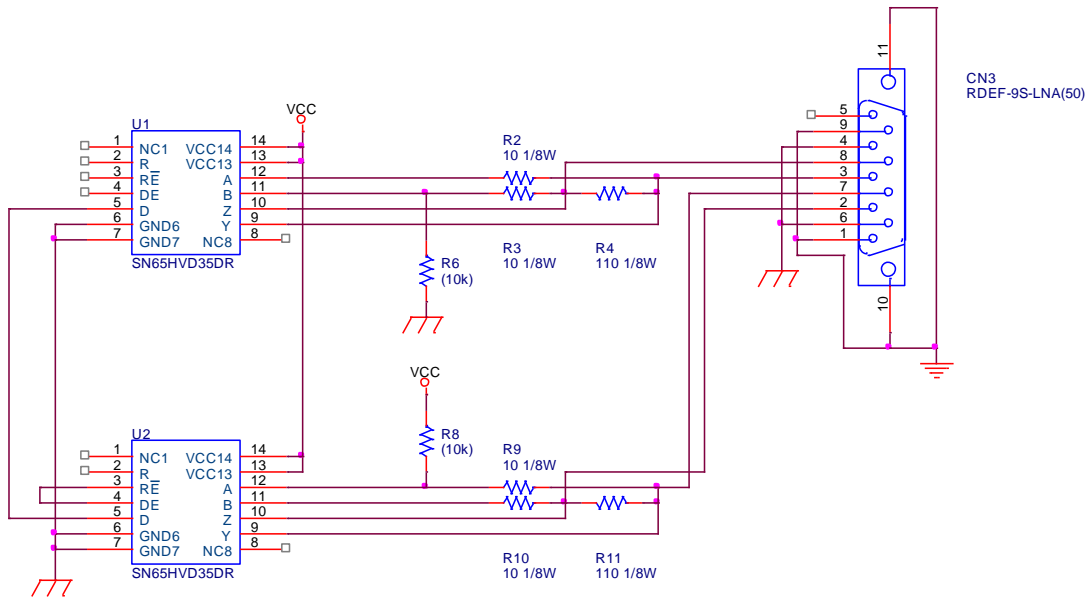 U1
1 NC1 VCC14 14
2 R VCC13 13
3 RE A 12
4 DE B 11
5 D Z 10
6 GND6 Y 9
7 GND7 NC8 8
SN65HVD35DR
VCC
R2
10 1/8W
R3
10 1/8W
R4
110 1/8W
R6
(10k)
CN3
RDEF-9S-LNA(50)
11
5
9
4
8
3
7
2
6
1
10
VCC
R8
(10k)
U2
1 NC1 VCC14 14
2 R VCC13 13
3 RE A 12
4 DE B 11
5 D Z 10
6 GND6 Y 9
7 GND7 NC8 8
SN65HVD35DR
R9
10 1/8W
R10
10 1/8W
R11
110 1/8W